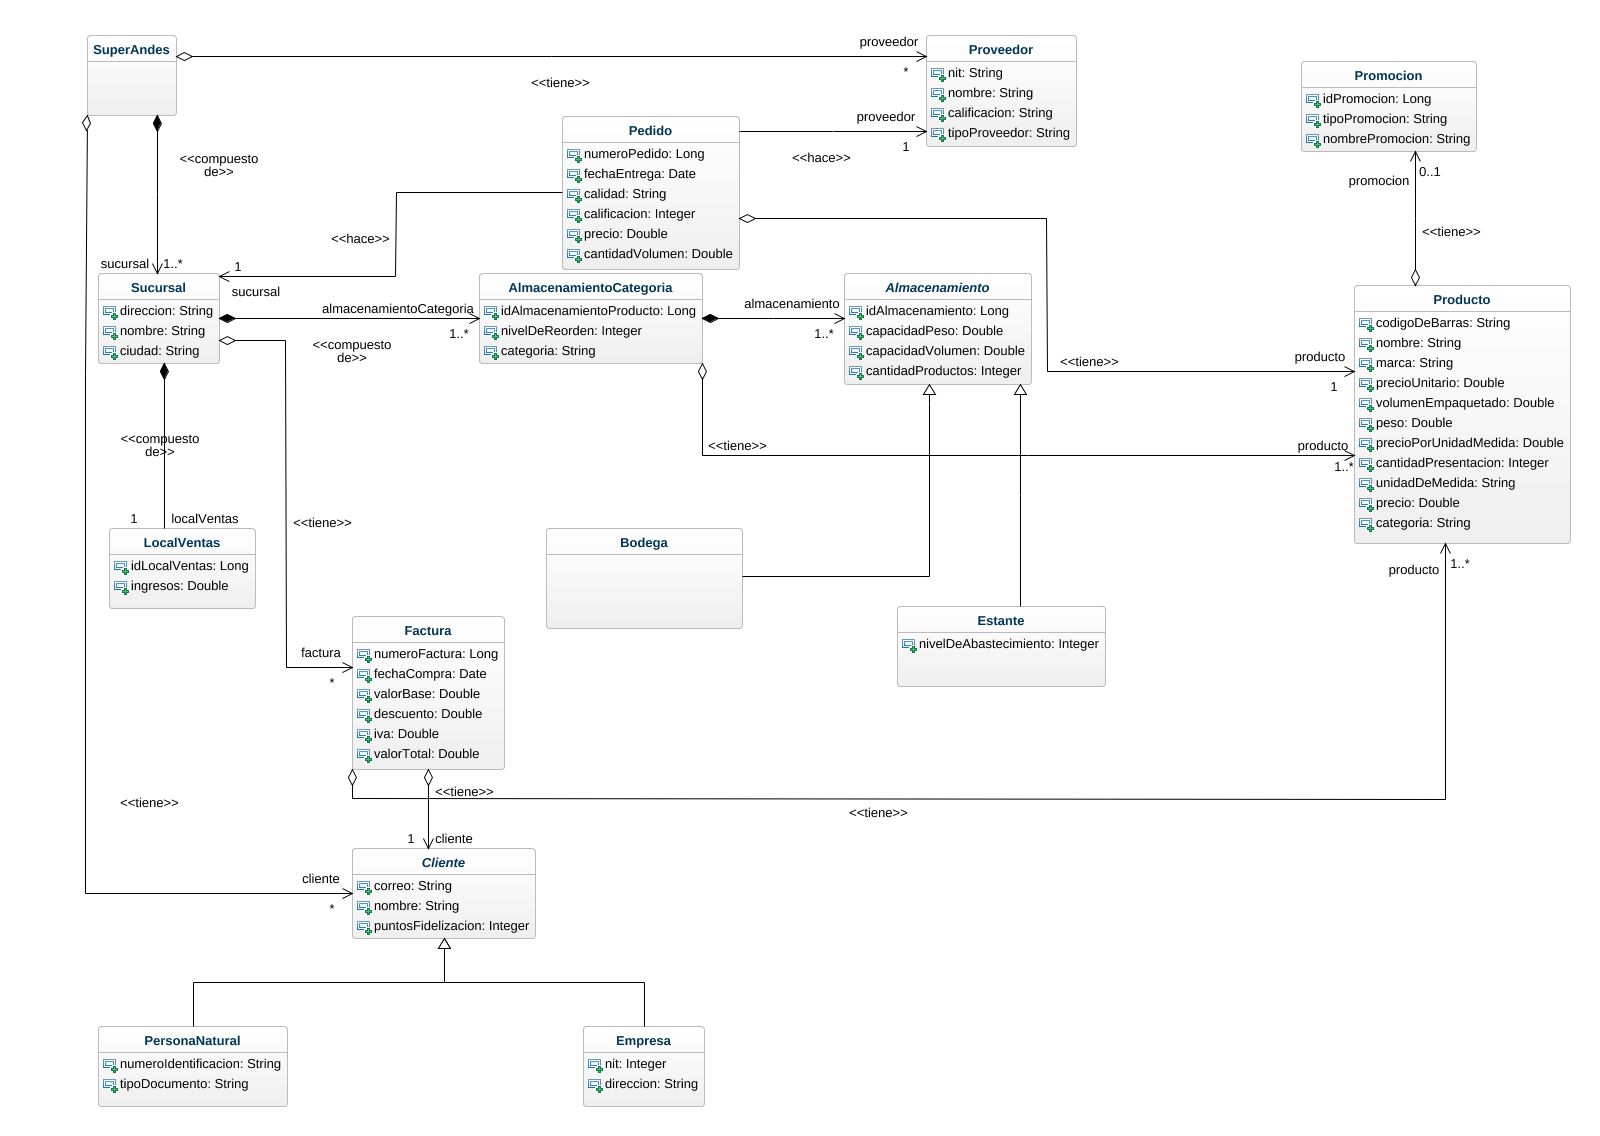 SuperAndes
proveedor
*
<<tiene>>
Proveedor
nit: String
nombre: String
calificacion: String
tipoProveedor: String
Promocion
idPromocion: Long
tipoPromocion: String
nombrePromocion: String
Pedido
numeroPedido: Long
fechaEntrega: Date
calidad: String
calificacion: Integer
precio: Double
cantidadVolumen: Double
proveedor
1
<<hace>>
<<compuesto
de>>
0..1
promocion
<<tiene>>
<<hace>>
sucursal
1..*
1
sucursal
Sucursal
direccion: String
nombre: String
ciudad: String
almacenamientoCategoria
1..*
<<compuesto
de>>
AlmacenamientoCategoria
idAlmacenamientoProducto: Long
nivelDeReorden: Integer
categoria: String
almacenamiento
1..*
Almacenamiento
idAlmacenamiento: Long
capacidadPeso: Double
capacidadVolumen: Double
cantidadProductos: Integer
Producto
codigoDeBarras: String
nombre: String
marca: String
precioUnitario: Double
volumenEmpaquetado: Double
peso: Double
precioPorUnidadMedida: Double
cantidadPresentacion: Integer
unidadDeMedida: String
precio: Double
categoria: String
<<tiene>>
producto
1
<<tiene>>
producto
1..*
<<compuesto
de>>
1
localVentas
<<tiene>>
LocalVentas
idLocalVentas: Long
ingresos: Double
Bodega
producto
1..*
Estante
nivelDeAbastecimiento: Integer
Factura
numeroFactura: Long
fechaCompra: Date
valorBase: Double
descuento: Double
iva: Double
valorTotal: Double
factura
*
<<tiene>>
<<tiene>>
<<tiene>>
1
cliente
Cliente
correo: String
nombre: String
puntosFidelizacion: Integer
cliente
*
PersonaNatural
numeroIdentificacion: String
tipoDocumento: String
Empresa
nit: Integer
direccion: String